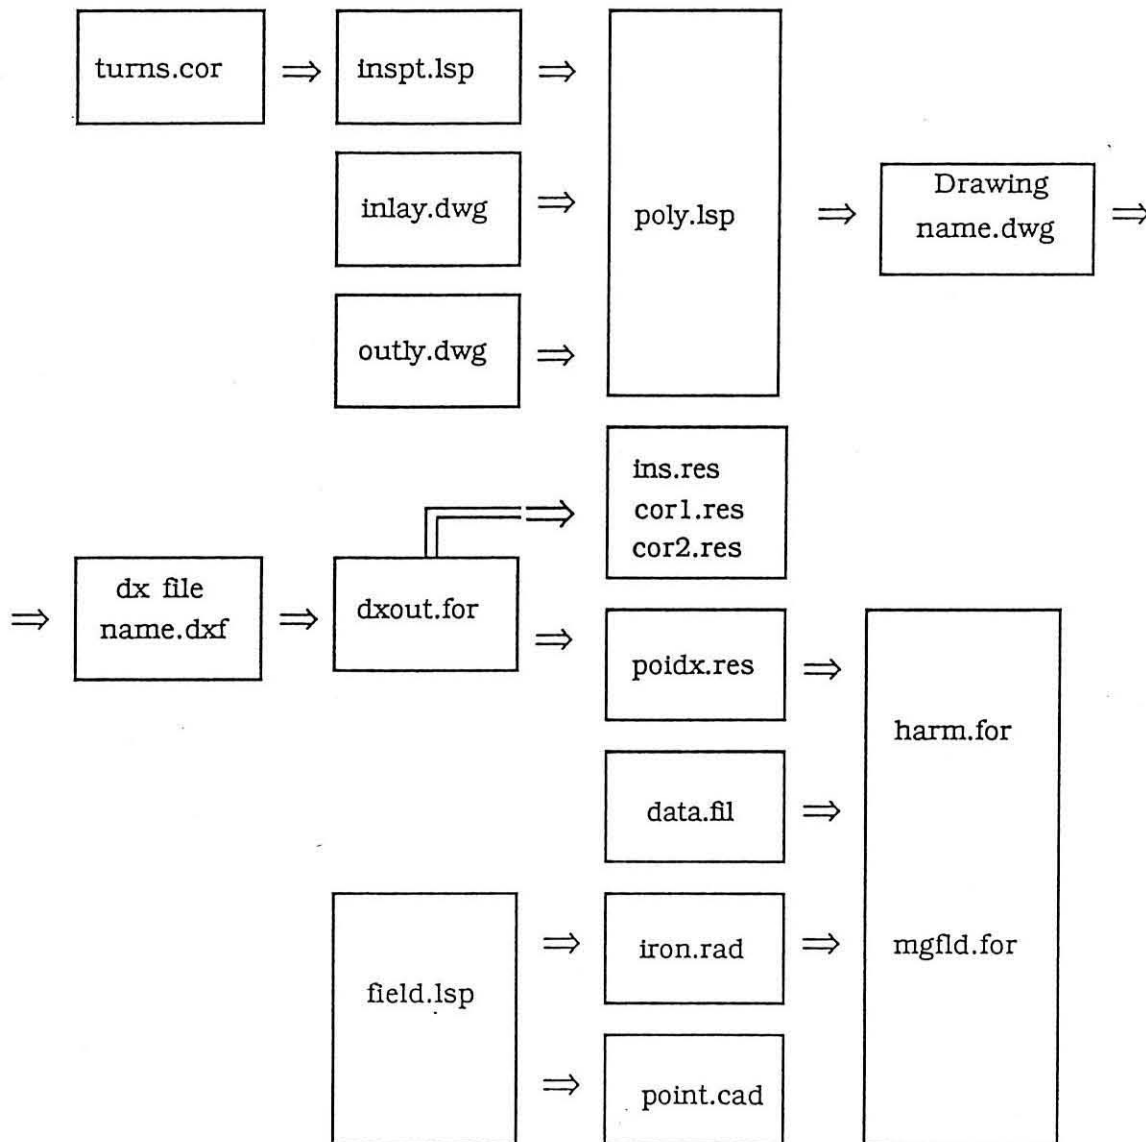 turns.cor
inspt.lsp
inlay.dwg
outly.dwg
poly.lsp
Drawing
name.dwg
ins.res
cor1.res
cor2.res
dx file
name.dxf
dxout.for
poidx.res
data.fil
harm.for
field.lsp
iron.rad
mgfld.for
point.cad